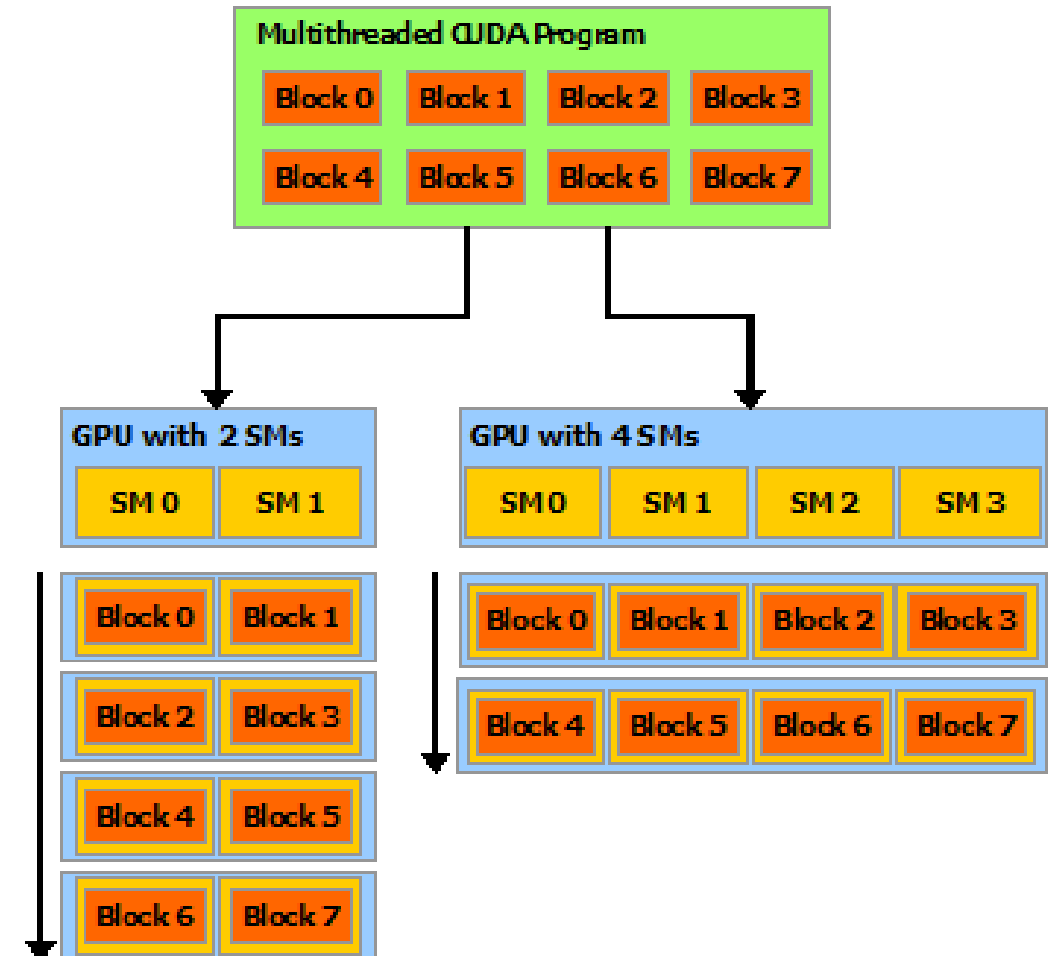 Multithreaded CUDA Program
Block 0 Block 1 Block 2 Block 3
Block 4 Block 5 Block 6 Block 7
GPU with 2 SMs
SM 0 SM 1
Block 0 Block 1
Block 2 Block 3
Block 4 Block 5
Block 6 Block 7
GPU with 4 SMs
SM 0 SM 1 SM 2 SM 3
Block 0 Block 1 Block 2 Block 3
Block 4 Block 5 Block 6 Block 7